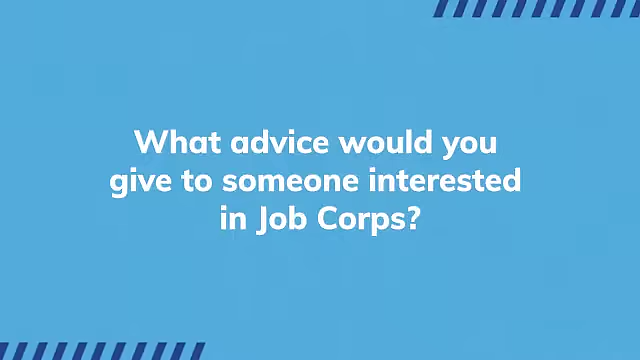 What advice would you
give to someone interested
in Job Corps?